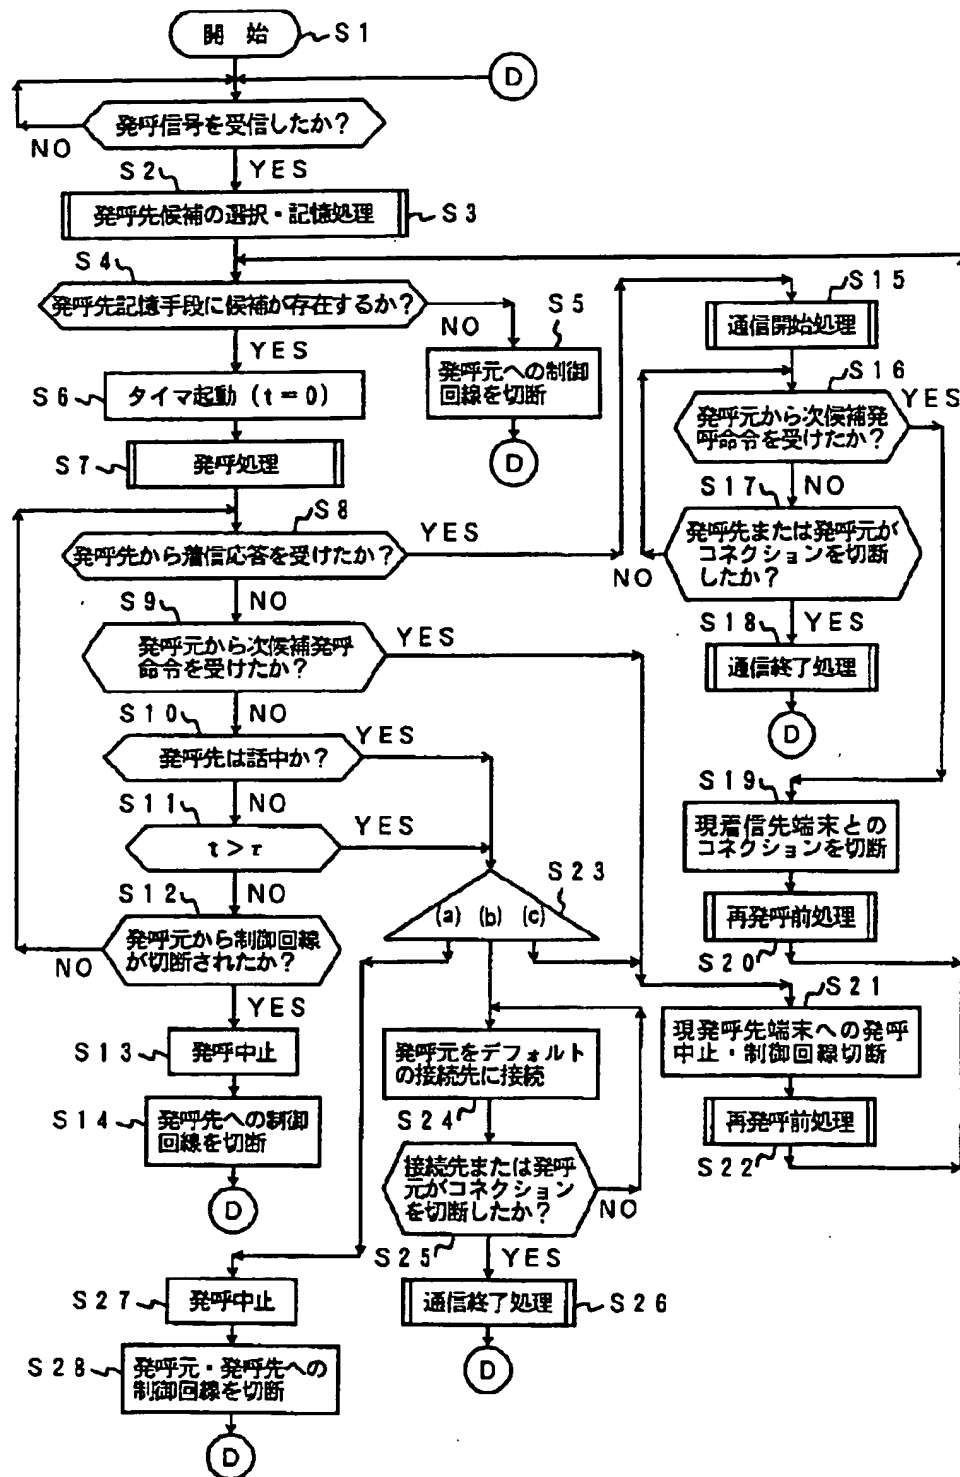 開 始
S1
D
発呼信号を受信したか?
NO
YES
S2
発呼先候補の選択・記憶処理
S3
S4
発呼先記憶手段に候補が存在するか?
NO
S5
YES
発呼元への制御
回線を切断
D
S6
タイマ起動 (t=0)
S7
発呼処理
S8
発呼先から着信応答を受けたか?
YES
S9
NO
発呼元から次候補発呼
命令を受けたか?
YES
S10
NO
発呼先は話中か?
YES
S11
NO
t>τ
YES
S12
NO
発呼元から制御回線
が切断されたか?
NO
YES
S13
発呼中止
S14
発呼先への制御
回線を切断
D
S15
通信開始処理
S16
発呼元から次候補発
呼命令を受けたか?
YES
S17
NO
発呼先または発呼元が
コネクションを切断
したか?
NO
S18
YES
通信終了処理
D
S19
現着信先端末との
コネクションを切断
再発呼前処理
S20
S21
現発呼先端末への発呼
中止・制御回線切断
再発呼前処理
S22
S23
(a) (b) (c)
発呼元をデフォルト
の接続先に接続
S24
接続先または発呼
元がコネクション
を切断したか?
NO
S25
YES
通信終了処理
S26
D
S27
発呼中止
S28
発呼元・発呼先への
制御回線を切断
D